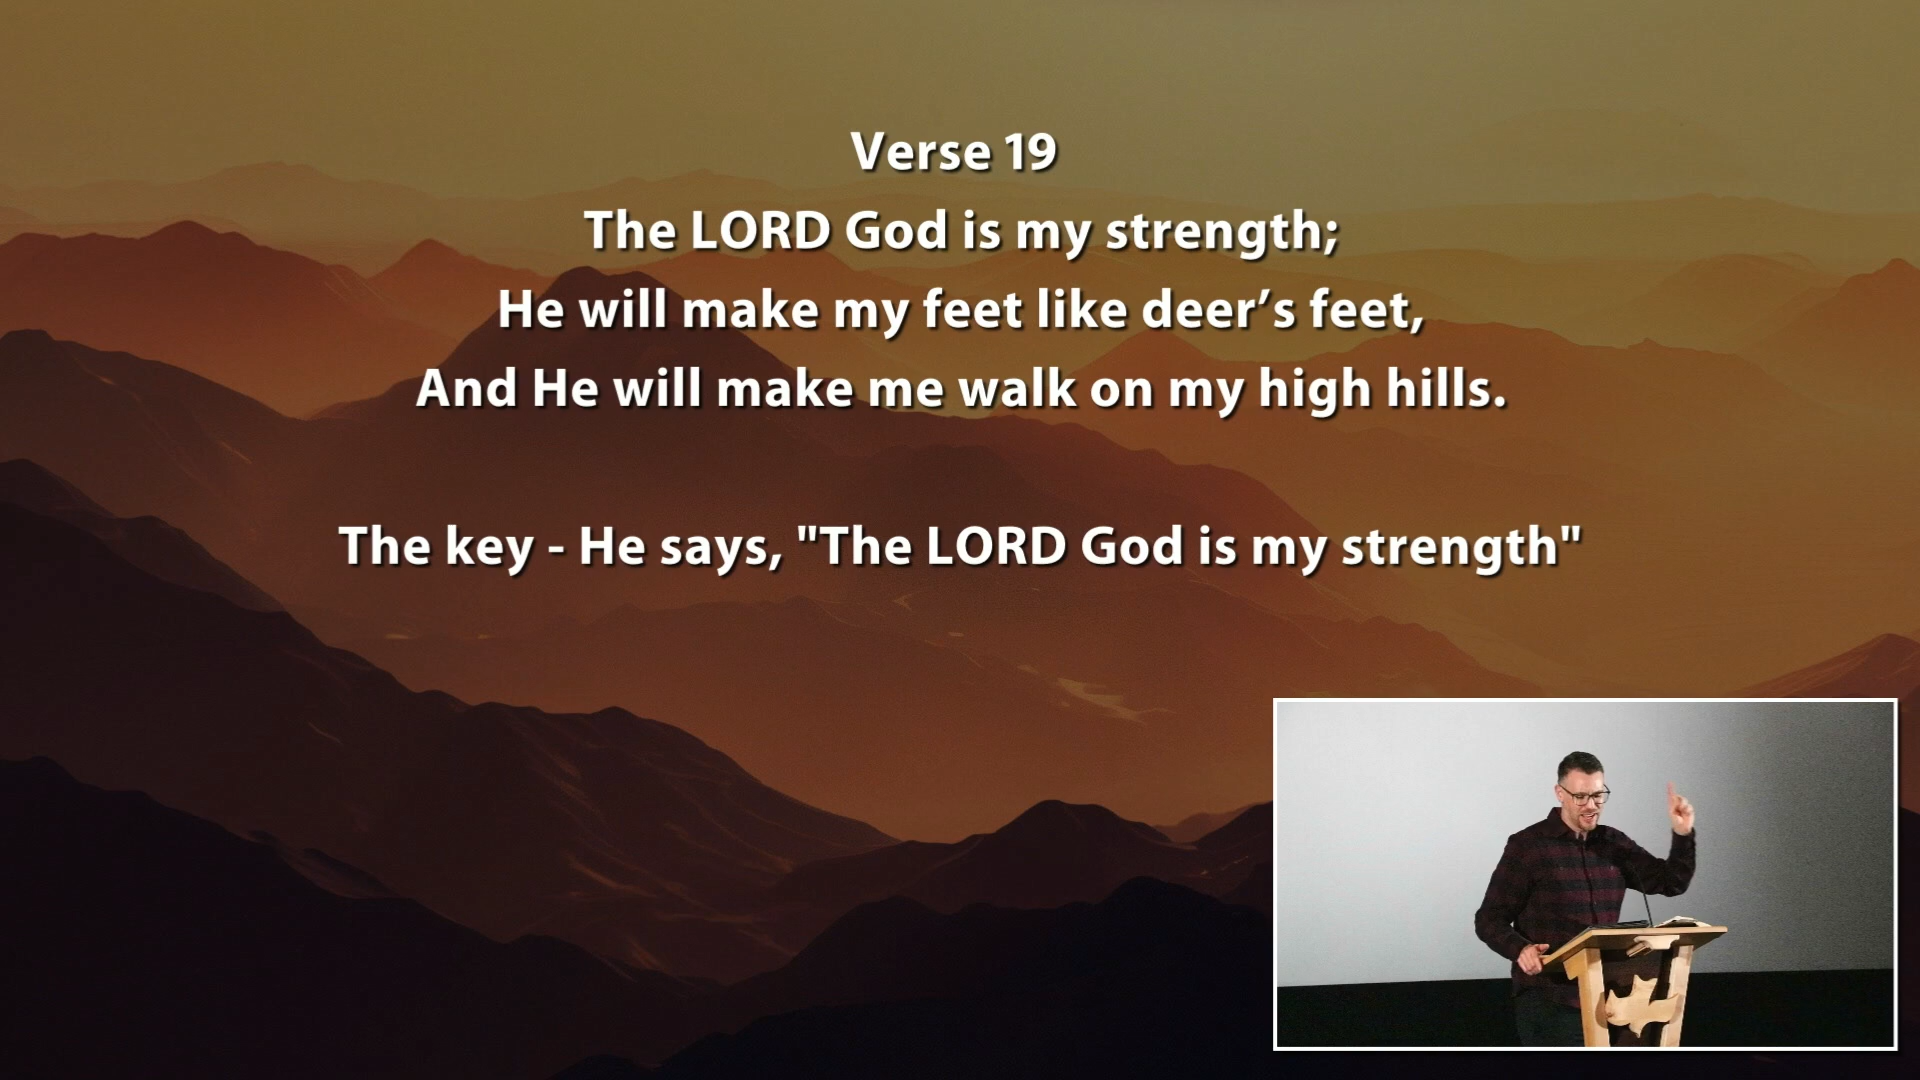 Verse 19
The LORD God is my strength;
He will make my feet like deer’s feet,
And He will make me walk on my high hills.
The key - He says, "The LORD God is my strength"